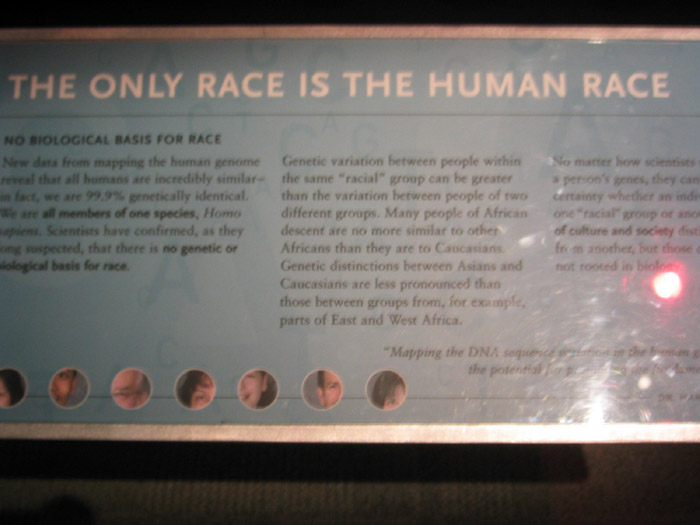 THE ONLY RACE IS THE HUMAN RACE
NO BIOLOGICAL BASIS FOR RACE
New data from mapping the human genome
reveal that all humans are incredibly similar–
in fact, we are 99.9% genetically identical.
We are all members of one species, Homo
sapiens. Scientists have confirmed, as they
long suspected, that there is no genetic or
biological basis for race.
Genetic variation between people within
the same "racial" group can be greater
than the variation between people of two
different groups. Many people of African
descent are no more similar to other
Africans than they are to Caucasians.
Genetic distinctions between Asians and
Caucasians are less pronounced than
those between groups from, for example,
parts of East and West Africa.
No matter how scientists
a person's genes, they can
certainty whether an
one "racial" group or
of culture and society
from another, but those
not rooted in
"Mapping the DNA sequence variation in the human
the potential for
DR.